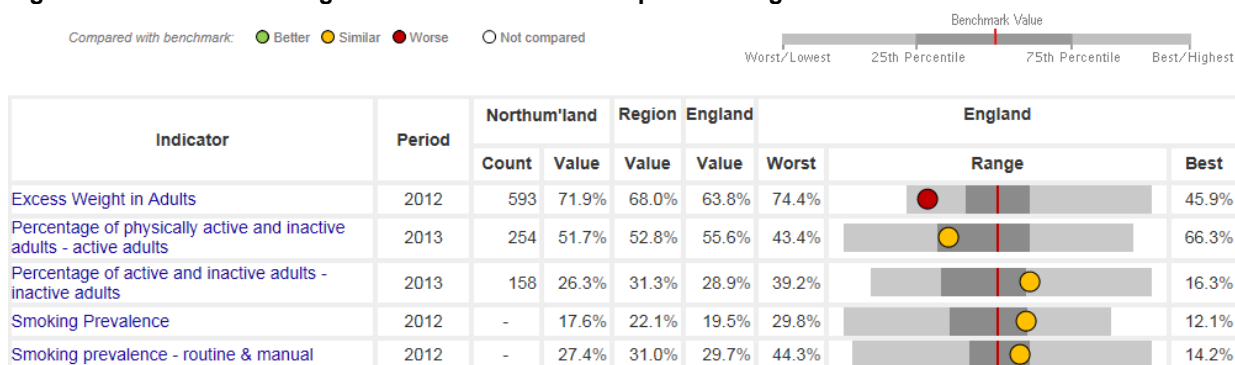 Compared with benchmark: Better Similar Worse Not compared
Benchmark Value
Worst/Lowest 25th Percentile 75th Percentile Best/Highest
Indicator Period Northum'land Region England England
Count Value Value Value Worst Range Best
Excess Weight in Adults 2012 593 71.9% 68.0% 63.8% 74.4% 45.9%
Percentage of physically active and inactive
adults - active adults 2013 254 51.7% 52.8% 55.6% 43.4% 66.3%
Percentage of active and inactive adults -
inactive adults 2013 158 26.3% 31.3% 28.9% 39.2% 16.3%
Smoking Prevalence 2012 - 17.6% 22.1% 19.5% 29.8% 12.1%
Smoking prevalence - routine & manual 2012 - 27.4% 31.0% 29.7% 44.3% 14.2%